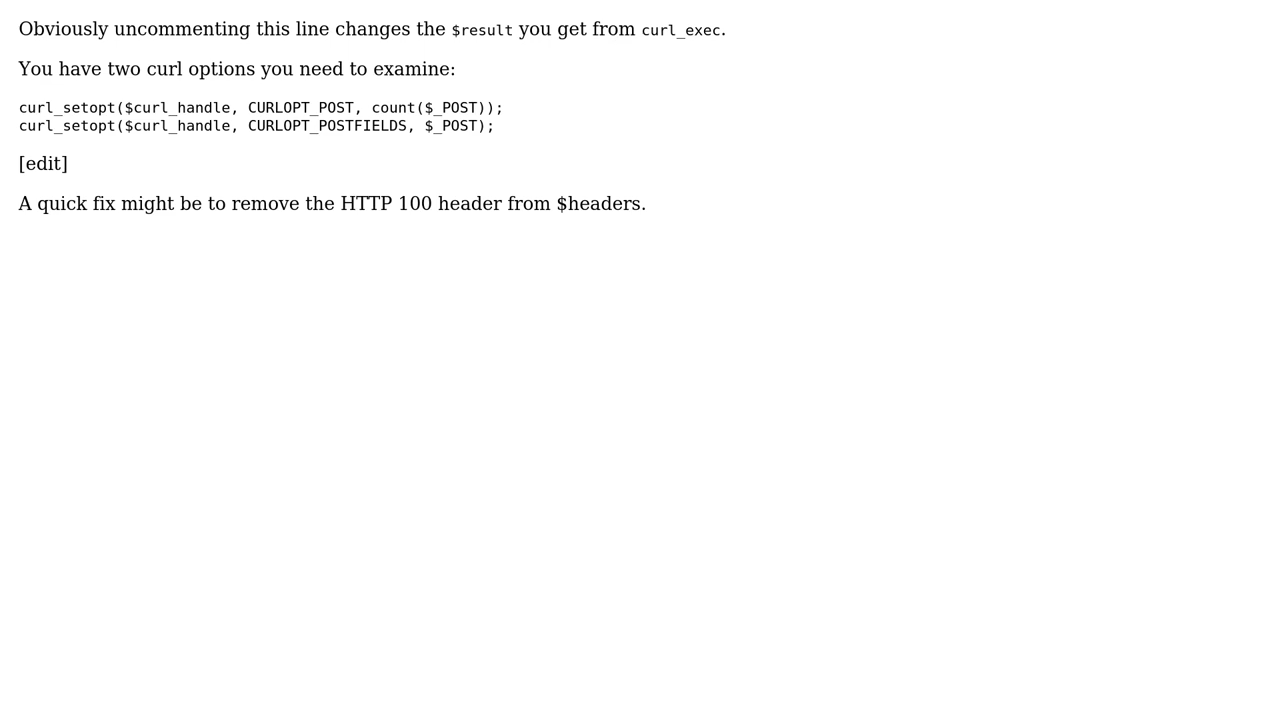 Obviously uncommenting this line changes the $result you get from curl_exec.
You have two curl options you need to examine:
curl_setopt($curl_handle, CURLOPT_POST, count($_POST));
curl_setopt($curl_handle, CURLOPT_POSTFIELDS, $_POST);
[edit]
A quick fix might be to remove the HTTP 100 header from $headers.